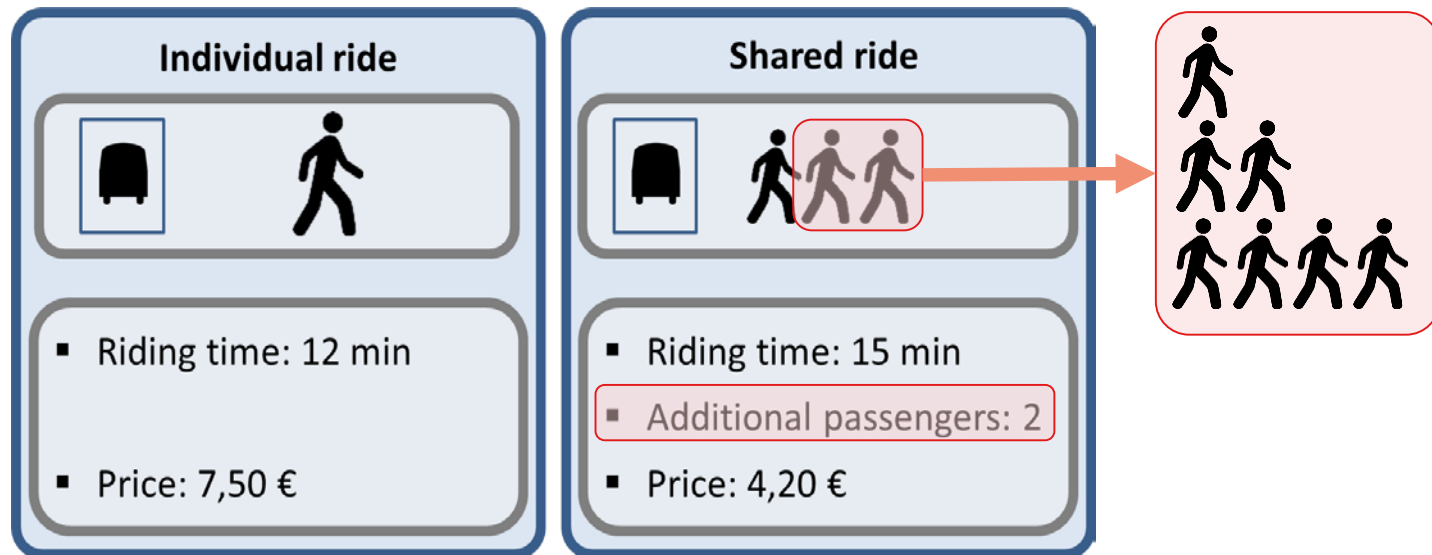 Individual ride
▪ Riding time: 12 min
▪ Price: 7,50 €
Shared ride
▪ Riding time: 15 min
▪ Additional passengers: 2
▪ Price: 4,20 €